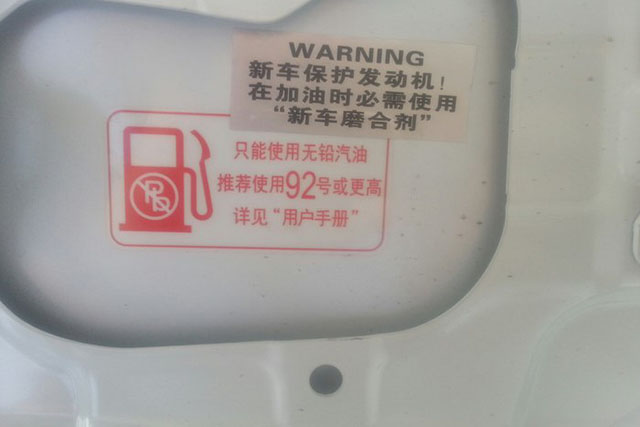 WARNING
新车保护发动机！
在加油时必需使用
“新车磨合剂”
只能使用无铅汽油
推荐使用92号或更高
详见“用户手册”
Pb